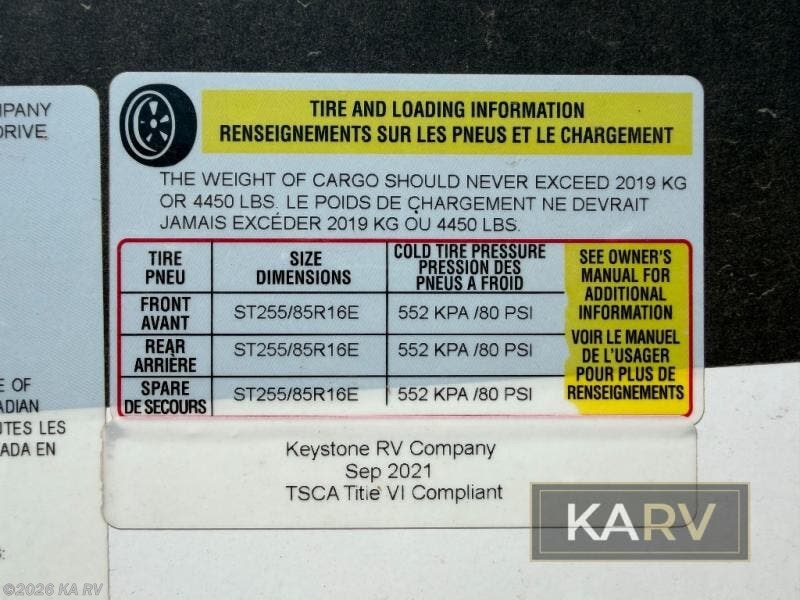 MPANY
DRIVE
TIRE AND LOADING INFORMATION
RENSEIGNEMENTS SUR LES PNEUS ET LE CHARGEMENT
THE WEIGHT OF CARGO SHOULD NEVER EXCEED 2019 KG
OR 4450 LBS. LE POIDS DE CHARGEMENT NE DEVRAIT
JAMAIS EXCÉDER 2019 KG OU 4450 LBS.
TIRE
PNEU
SIZE
DIMENSIONS
COLD TIRE PRESSURE
PRESSION DES
PNEUS A FROID
FRONT
AVANT
ST255/85R16E
552 KPA /80 PSI
REAR
ARRIÈRE
ST255/85R16E
552 KPA /80 PSI
SPARE
DE SECOURS
ST255/85R16E
552 KPA /80 PSI
SEE OWNER'S
MANUAL FOR
ADDITIONAL
INFORMATION
VOIR LE MANUEL
DE L'USAGER
POUR PLUS DE
RENSEIGNEMENTS
E OF
ADIAN
UTES LES
ADA EN
Keystone RV Company
Sep 2021
TSCA Title VI Compliant
KARV
©2026 KA RV